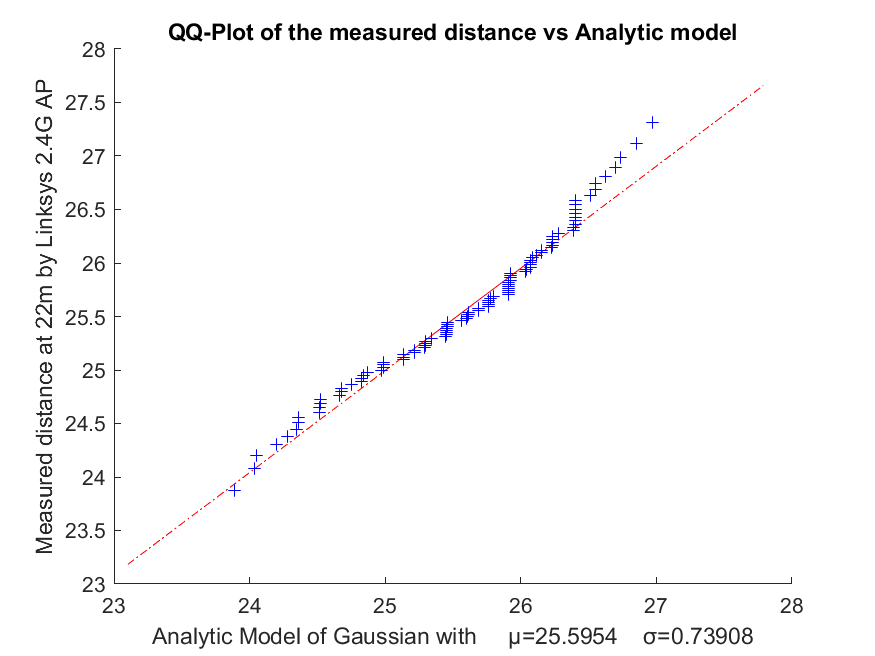 QQ-Plot of the measured distance vs Analytic model
28
27.5
27
26.5
26
25.5
25
24.5
24
23.5
23
Measured distance at 22m by Linksys 2.4G AP
23 24 25 26 27 28
Analytic Model of Gaussian with μ=25.5954 σ=0.73908